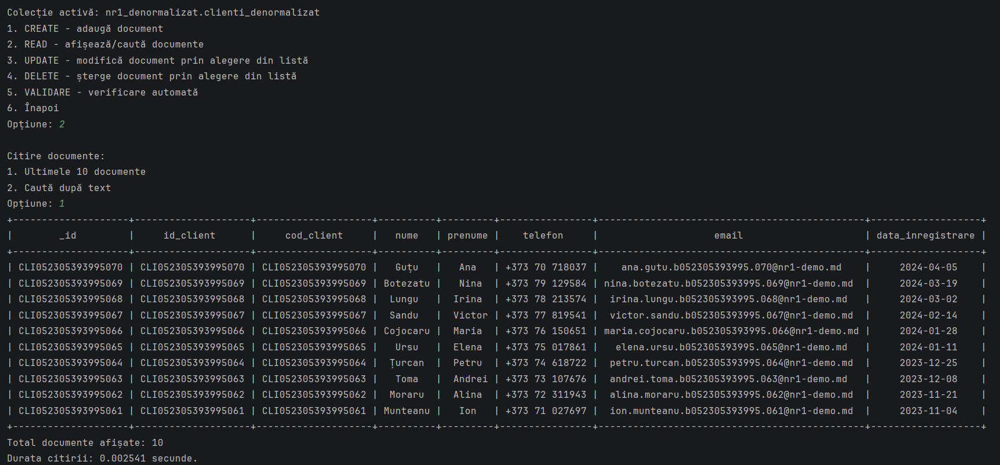 Colecție activă: nr1_denormalizat.clienti_denormalizat
1. CREATE - adaugă document
2. READ - afișează/caută documente
3. UPDATE - modifică document prin alegere din listă
4. DELETE - șterge document prin alegere din listă
5. VALIDARE - verificare automată
6. Înapoi
Opțiune: 2
Citire documente:
1. Ultimele 10 documente
2. Caută după text
Opțiune: 1
+--------------------+--------------------+--------------------+----------+---------+----------------+----------------------------------------------+-------------------+
| _id | id_client | cod_client | nume | prenume | telefon | email | data_inregistrare |
+--------------------+--------------------+--------------------+----------+---------+----------------+----------------------------------------------+-------------------+
| CLI052305393995070 | CLI052305393995070 | CLI052305393995070 | Guțu | Ana | +373 70 718037 | ana.gutu.b052305393995.070@nr1-demo.md | 2024-04-05 |
| CLI052305393995069 | CLI052305393995069 | CLI052305393995069 | Botezatu | Nina | +373 79 129584 | nina.botezatu.b052305393995.069@nr1-demo.md | 2024-03-19 |
| CLI052305393995068 | CLI052305393995068 | CLI052305393995068 | Lungu | Irina | +373 78 213574 | irina.lungu.b052305393995.068@nr1-demo.md | 2024-03-02 |
| CLI052305393995067 | CLI052305393995067 | CLI052305393995067 | Sandu | Victor | +373 77 819541 | victor.sandu.b052305393995.067@nr1-demo.md | 2024-02-14 |
| CLI052305393995066 | CLI052305393995066 | CLI052305393995066 | Cojocaru | Maria | +373 76 150651 | maria.cojocaru.b052305393995.066@nr1-demo.md | 2024-01-28 |
| CLI052305393995065 | CLI052305393995065 | CLI052305393995065 | Ursu | Elena | +373 75 017861 | elena.ursu.b052305393995.065@nr1-demo.md | 2024-01-11 |
| CLI052305393995064 | CLI052305393995064 | CLI052305393995064 | Țurcan | Petru | +373 74 618722 | petru.turcan.b052305393995.064@nr1-demo.md | 2023-12-25 |
| CLI052305393995063 | CLI052305393995063 | CLI052305393995063 | Toma | Andrei | +373 73 107676 | andrei.toma.b052305393995.063@nr1-demo.md | 2023-12-08 |
| CLI052305393995062 | CLI052305393995062 | CLI052305393995062 | Moraru | Alina | +373 72 311943 | alina.moraru.b052305393995.062@nr1-demo.md | 2023-11-21 |
| CLI052305393995061 | CLI052305393995061 | CLI052305393995061 | Munteanu | Ion | +373 71 027697 | ion.munteanu.b052305393995.061@nr1-demo.md | 2023-11-04 |
+--------------------+--------------------+--------------------+----------+---------+----------------+----------------------------------------------+-------------------+
Total documente afișate: 10
Durata citirii: 0.002541 secunde.